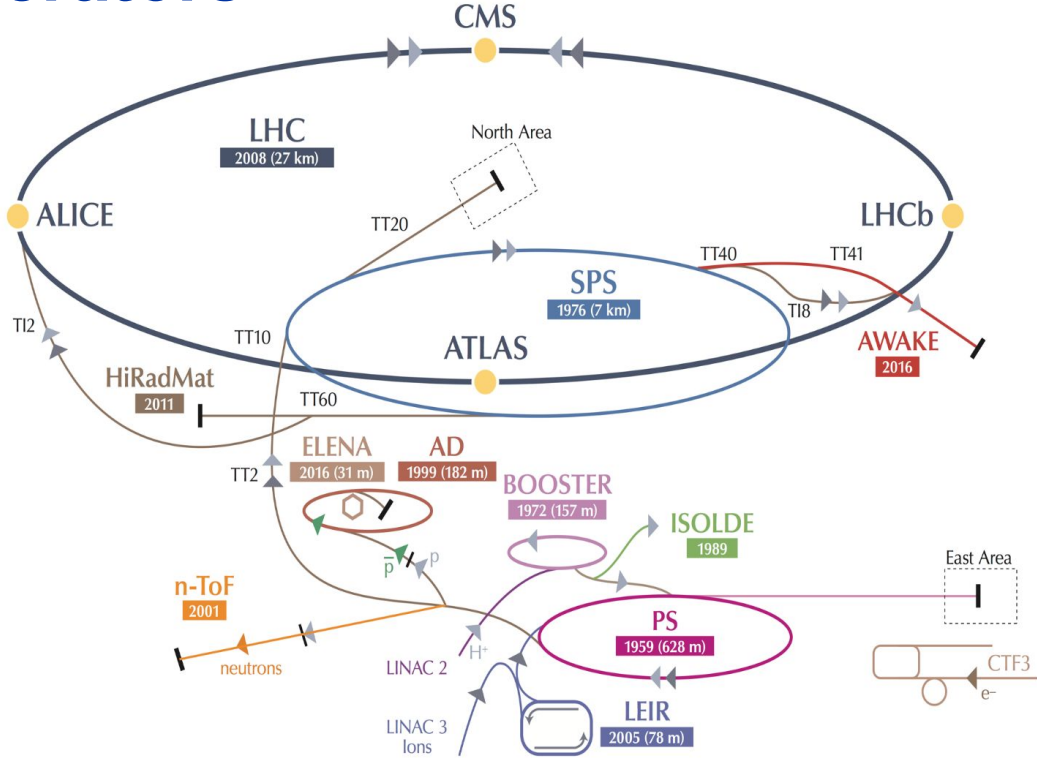 CMS
LHC
2008 (27 km)
North Area
ALICE
TT20
LHCb
TT40
TT41
SPS
1976 (7 km)
TI8
TI2
TT10
ATLAS
AWAKE
2016
HiRadMat
2011
TT60
ELENA
2016 (31 m)
AD
1999 (182 m)
TT2
BOOSTER
1972 (157 m)
ISOLDE
1989
p̅
p
East Area
n-ToF
2001
PS
1959 (628 m)
neutrons
H⁺
LINAC 2
CTF3
e⁻
LEIR
2005 (78 m)
LINAC 3
Ions